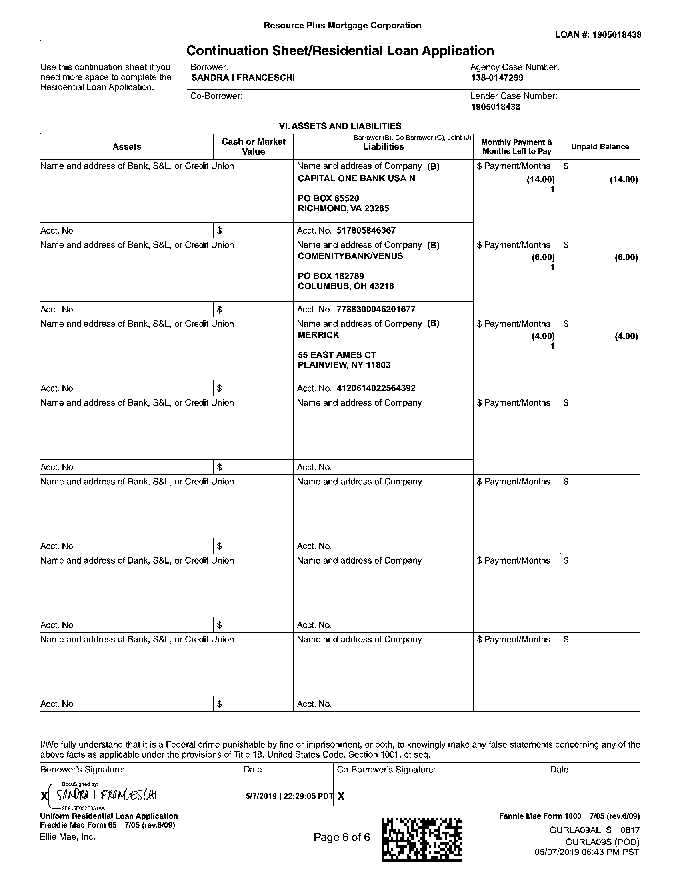 Resource Plus Mortgage Corporation
LOAN #: 1905018438
Continuation Sheet/Residential Loan Application
Use this continuation sheet if you
need more space to complete the
Residential Loan Application.
Borrower:
SANDRA I FRANCESCHI
Agency Case Number:
138-0147299
Co-Borrower:
Lender Case Number:
1905018438
VI. ASSETS AND LIABILITIES
Borrower (B), Co-Borrower (C), Joint (J)
Assets
Cash or Market
Value
Liabilities
Monthly Payment &
Months Left to Pay
Unpaid Balance
Name and address of Bank, S&L, or Credit Union
Name and address of Company (B)
$ Payment/Months
$
CAPITAL ONE BANK USA N
(14.00)
(14.00)
1
PO BOX 65520
RICHMOND, VA 23285
Acct. No.
$
Acct. No. 517805846367
Name and address of Bank, S&L, or Credit Union
Name and address of Company (B)
$ Payment/Months
$
COMENITYBANK/VENUS
(6.00)
(6.00)
1
PO BOX 182789
COLUMBUS, OH 43218
Acct. No.
$
Acct. No. 7788300046201677
Name and address of Bank, S&L, or Credit Union
Name and address of Company (B)
$ Payment/Months
$
MERRICK
(4.00)
(4.00)
1
55 EAST AMES CT
PLAINVIEW, NY 11803
Acct. No.
$
Acct. No. 4120614022564392
Name and address of Bank, S&L, or Credit Union
Name and address of Company
$ Payment/Months
$
Acct. No.
$
Acct. No.
Name and address of Bank, S&L, or Credit Union
Name and address of Company
$ Payment/Months
$
Acct. No.
$
Acct. No.
Name and address of Bank, S&L, or Credit Union
Name and address of Company
$ Payment/Months
$
Acct. No.
$
Acct. No.
Name and address of Bank, S&L, or Credit Union
Name and address of Company
$ Payment/Months
$
Acct. No.
$
Acct. No.
I/We fully understand that it is a Federal crime punishable by fine or imprisonment, or both, to knowingly make any false statements concerning any of the
above facts as applicable under the provisions of Title 18, United States Code, Section 1001, et seq.
Borrower's Signature:
Date
Co-Borrower's Signature:
Date
DocuSigned by:
X SANDRA I FRANCESCHI
5/7/2019 | 22:29:05 PDT
X
Uniform Residential Loan Application
Freddie Mac Form 65 7/05 (rev.6/09)
Fannie Mae Form 1003 7/05 (rev.6/09)
Ellie Mae, Inc.
Page 6 of 6
GURLA09AL_S 0817
GURLA09S (POD)
05/07/2019 06:43 PM PST